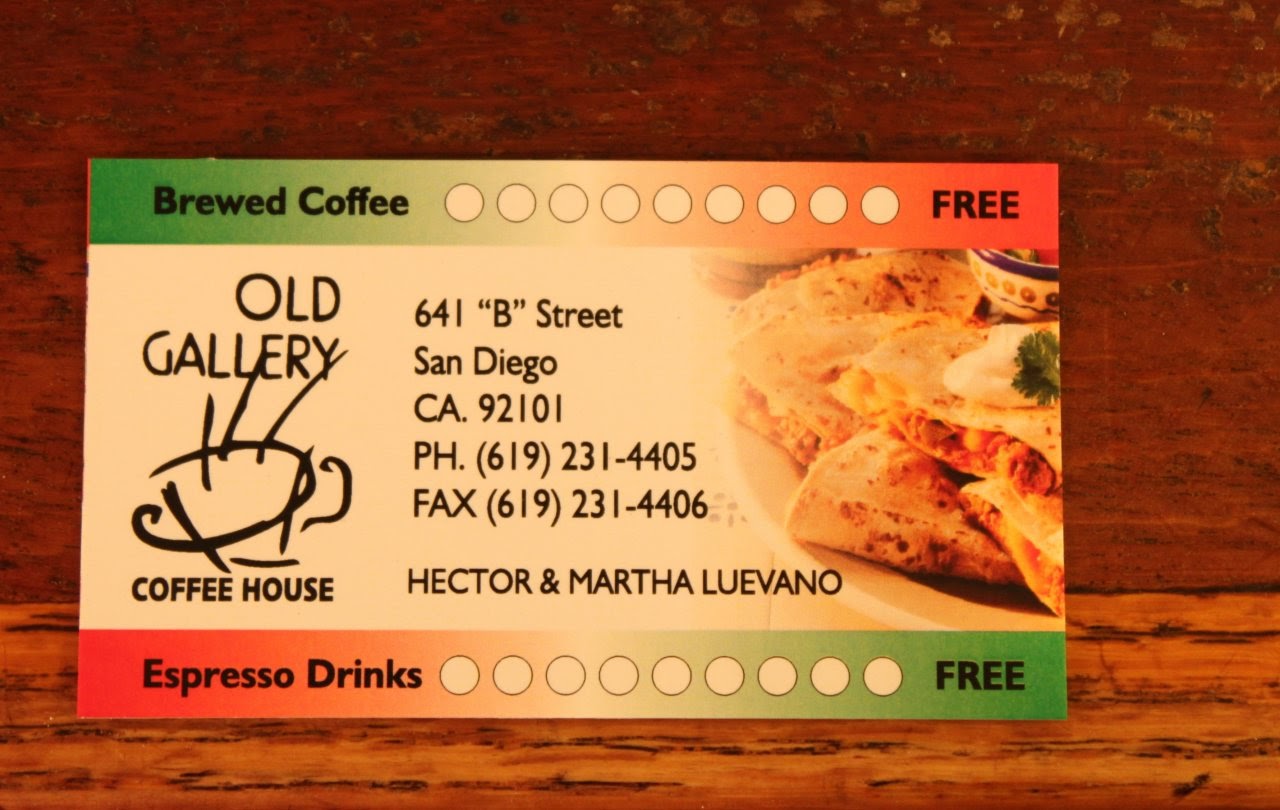 Brewed Coffee FREE
OLD
GALLERY
COFFEE HOUSE
641 “B” Street
San Diego
CA. 92101
PH. (619) 231-4405
FAX (619) 231-4406
HECTOR & MARTHA LUEVANO
Espresso Drinks FREE